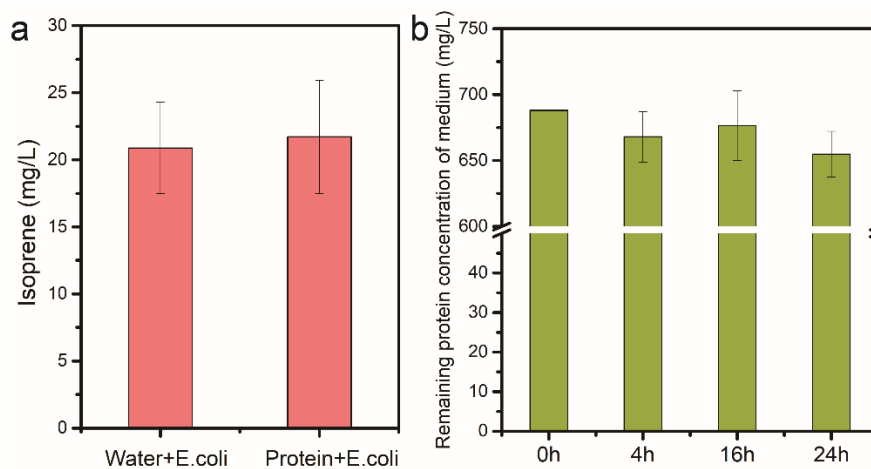 a
30
25
20
15
10
5
0
Isoprene (mg/L)
Water+E.coli
Protein+E.coli
b
750
700
650
600
40
30
20
10
0
Remaining protein concentration of medium (mg/L)
0h
4h
16h
24h